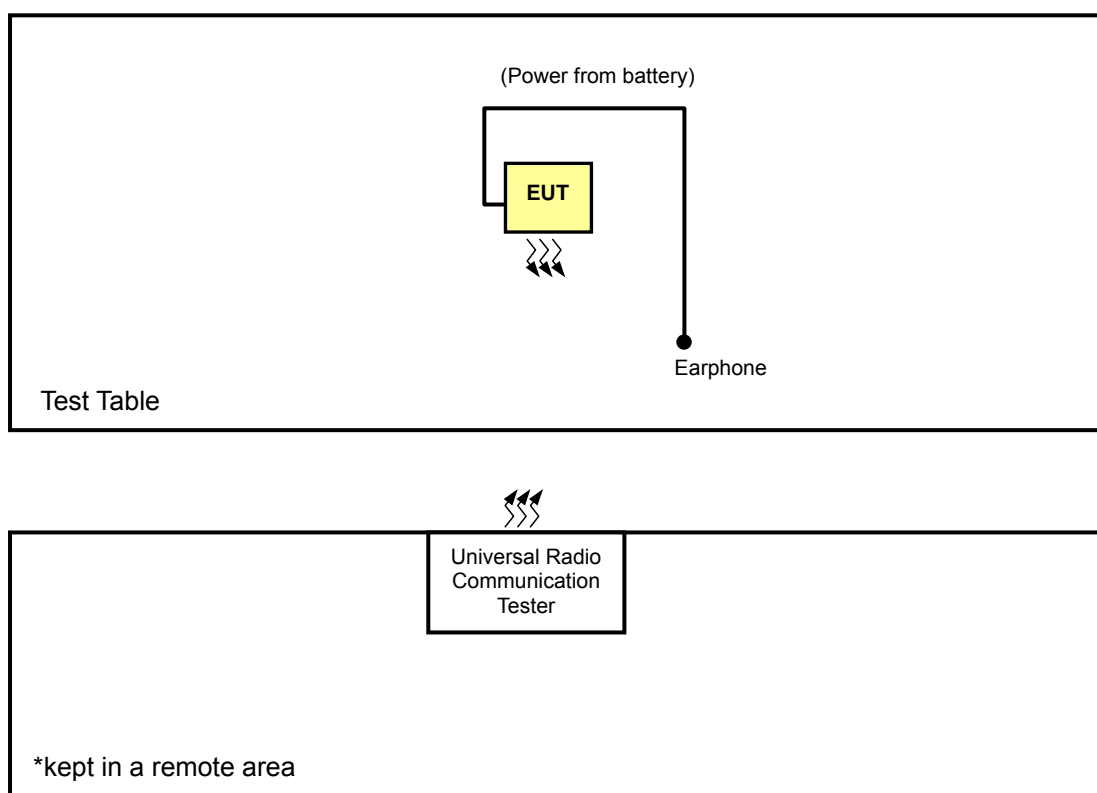 (Power from battery)
EUT
Earphone
Test Table
Universal Radio
Communication
Tester
*kept in a remote area